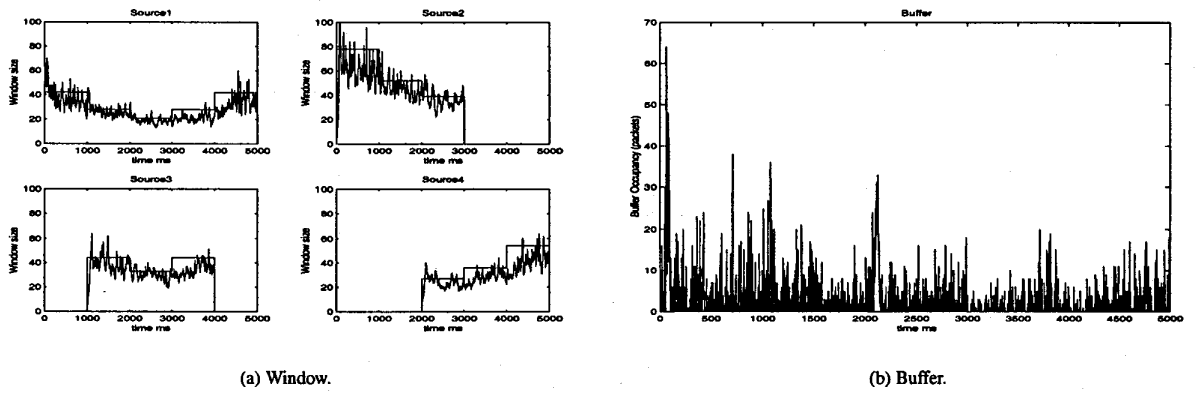 Source1
Window size
100
80
60
40
20
0
0 1000 2000 3000 4000 5000
time ms
Source2
Window size
100
80
60
40
20
0
0 1000 2000 3000 4000 5000
time ms
Source3
Window size
100
80
60
40
20
0
0 1000 2000 3000 4000 5000
time ms
Source4
Window size
100
80
60
40
20
0
0 1000 2000 3000 4000 5000
time ms
(a) Window.
Buffer
Buffer Occupancy (packets)
70
60
50
40
30
20
10
0
0 500 1000 1500 2000 2500 3000 3500 4000 4500 5000
time ms
(b) Buffer.